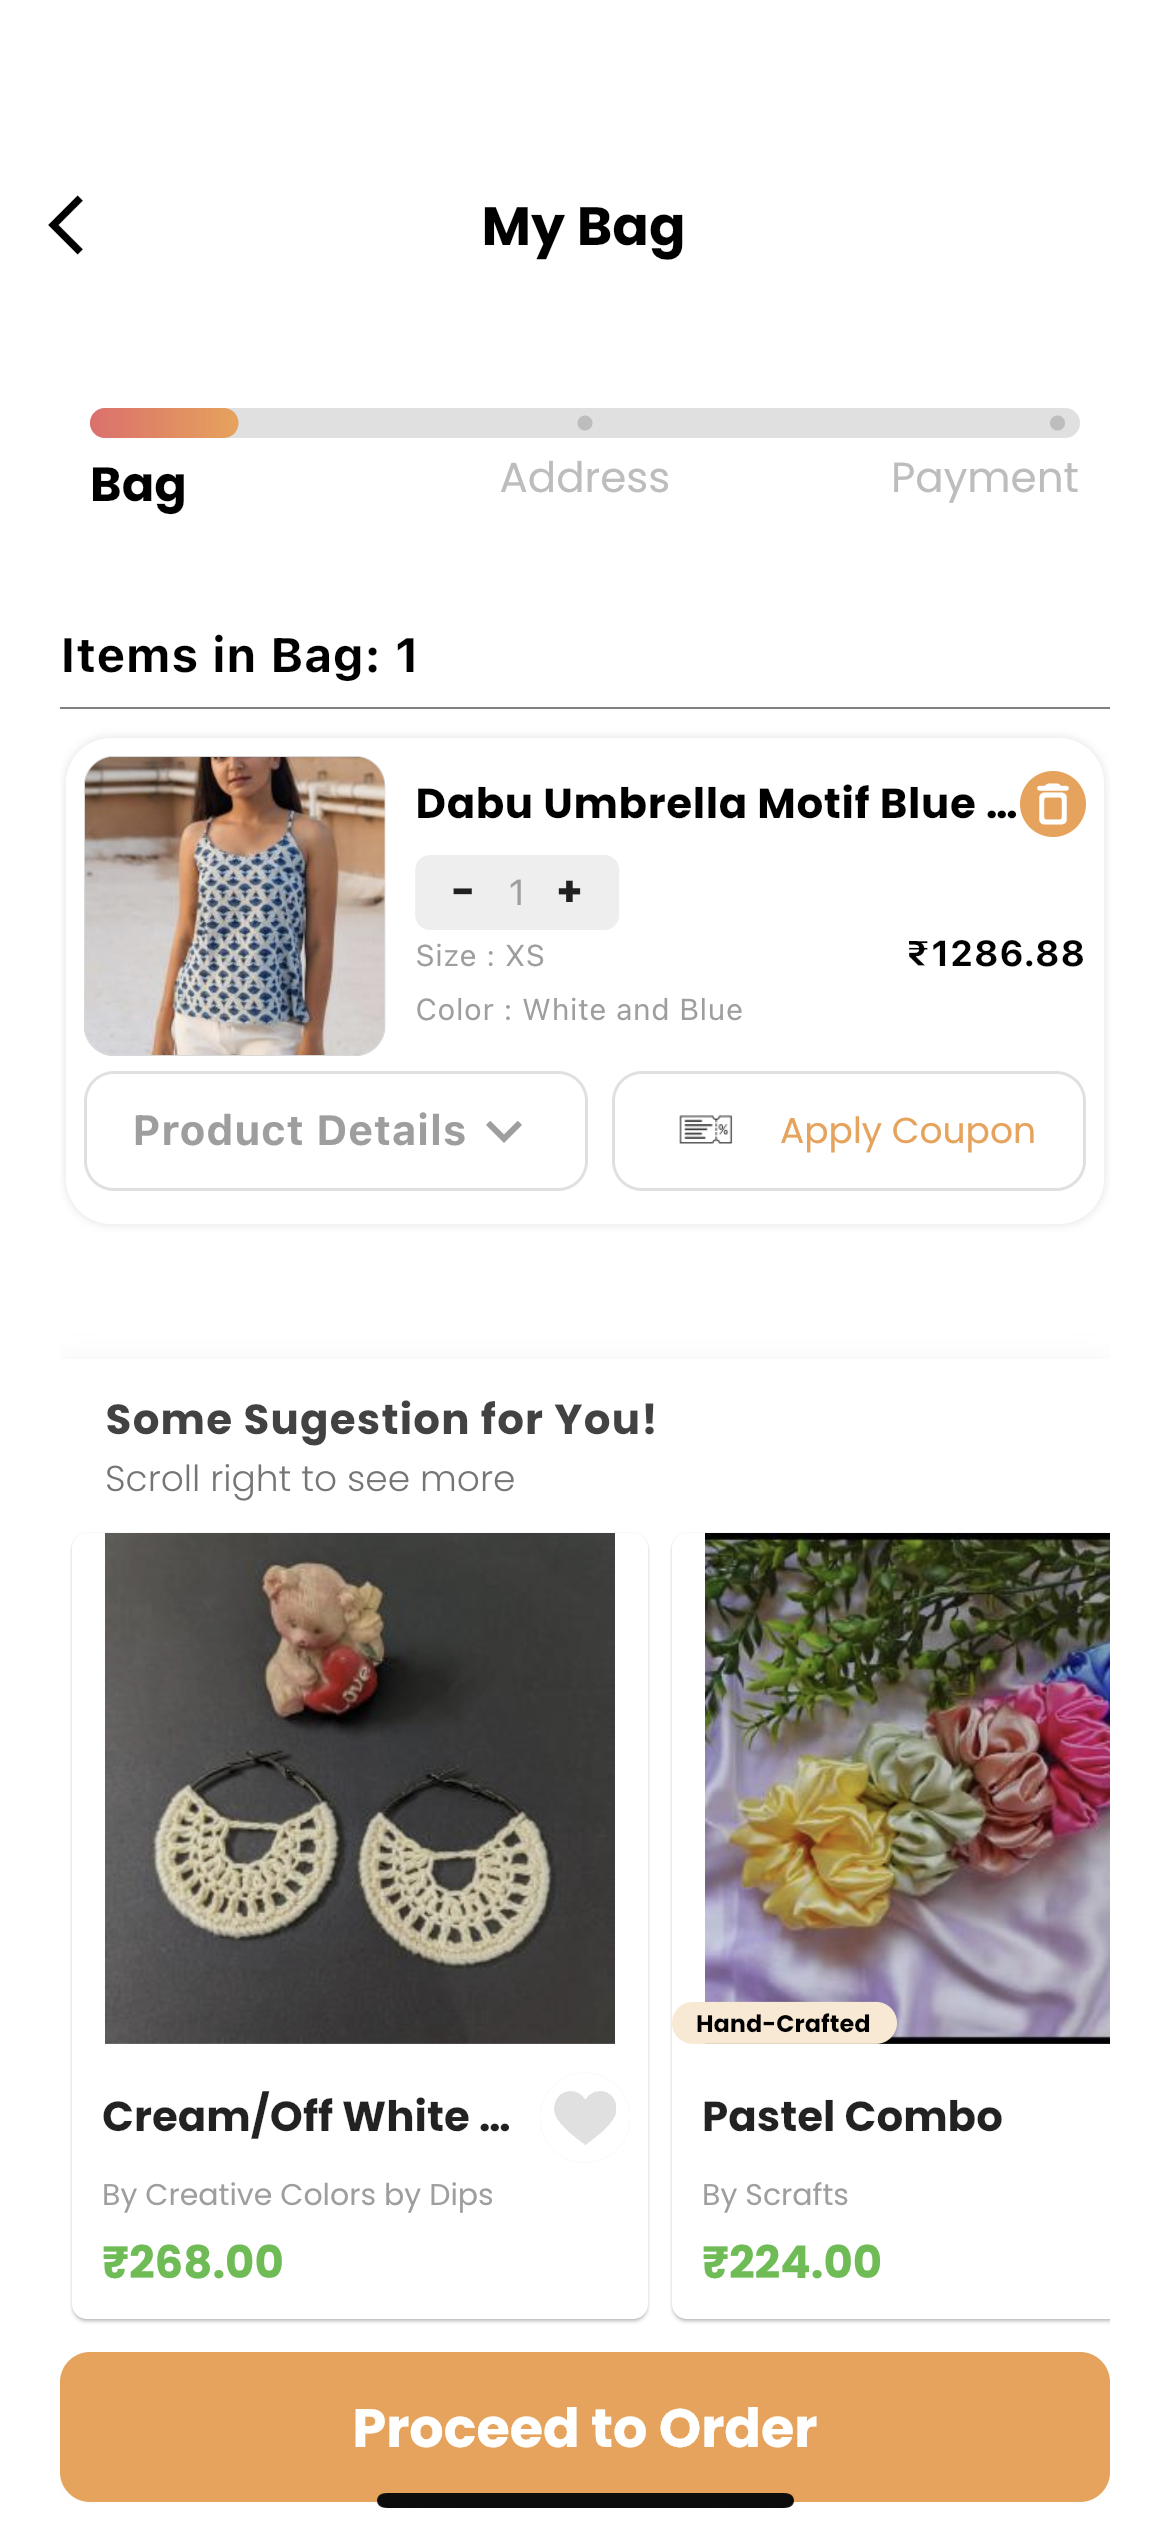 My Bag
Bag
Address
Payment
Items in Bag: 1
Dabu Umbrella Motif Blue ...
- 1 +
Size : XS
₹1286.88
Color : White and Blue
Product Details
%
Apply Coupon
Some Sugestion for You!
Scroll right to see more
Love
Hand-Crafted
Cream/Off White ...
Pastel Combo
By Creative Colors by Dips
By Scrafts
₹268.00
₹224.00
Proceed to Order